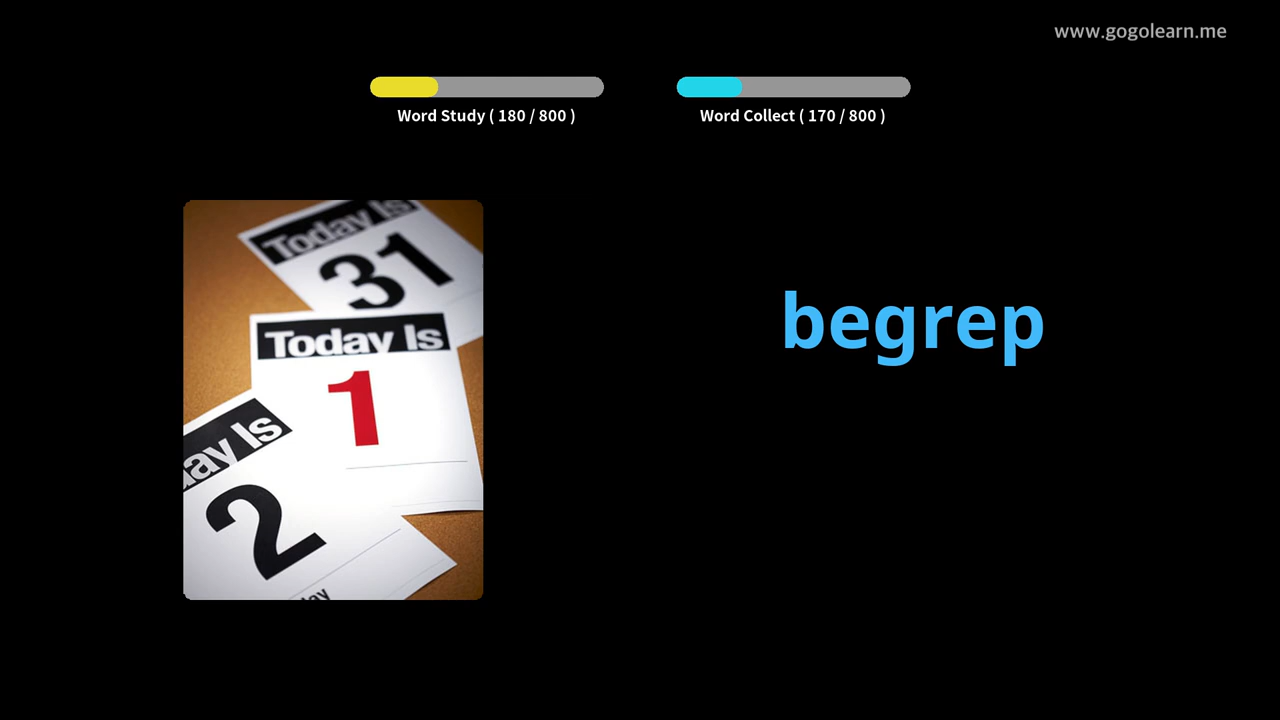 www.gogolearn.me
Word Study ( 180 / 800 )
Word Collect ( 170 / 800 )
Today Is
31
Today Is
1
ay Is
2
ay
begrep